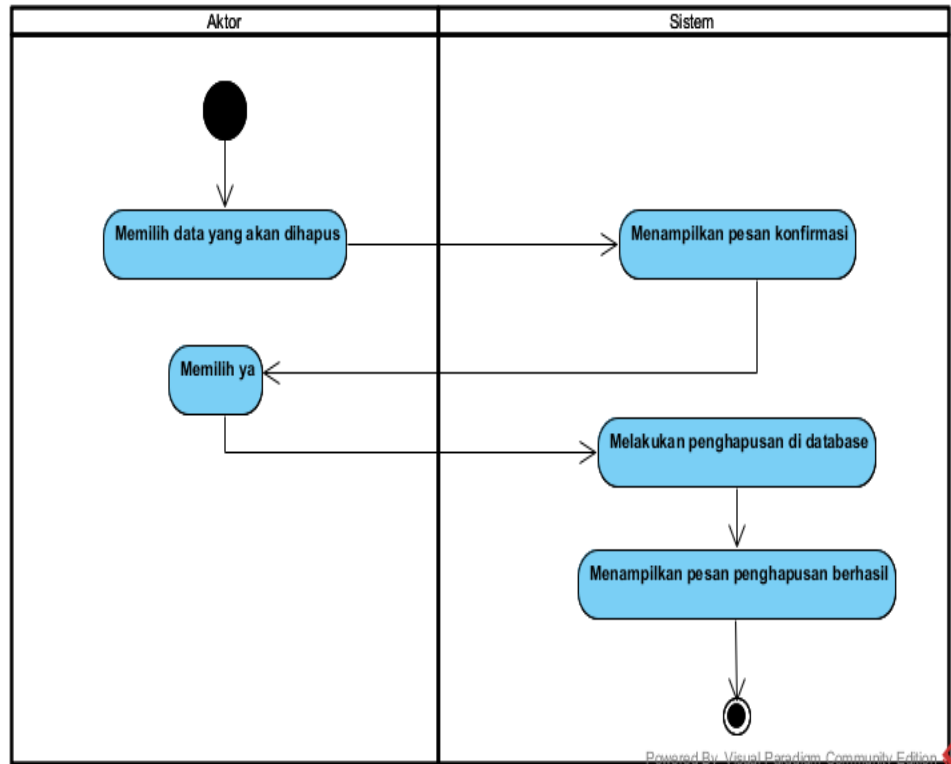 Aktor
Sistem
Memilih data yang akan dihapus
Menampilkan pesan konfirmasi
Memilih ya
Melakukan penghapusan di database
Menampilkan pesan penghapusan berhasil
Powered By Visual Paradigm Community Edition